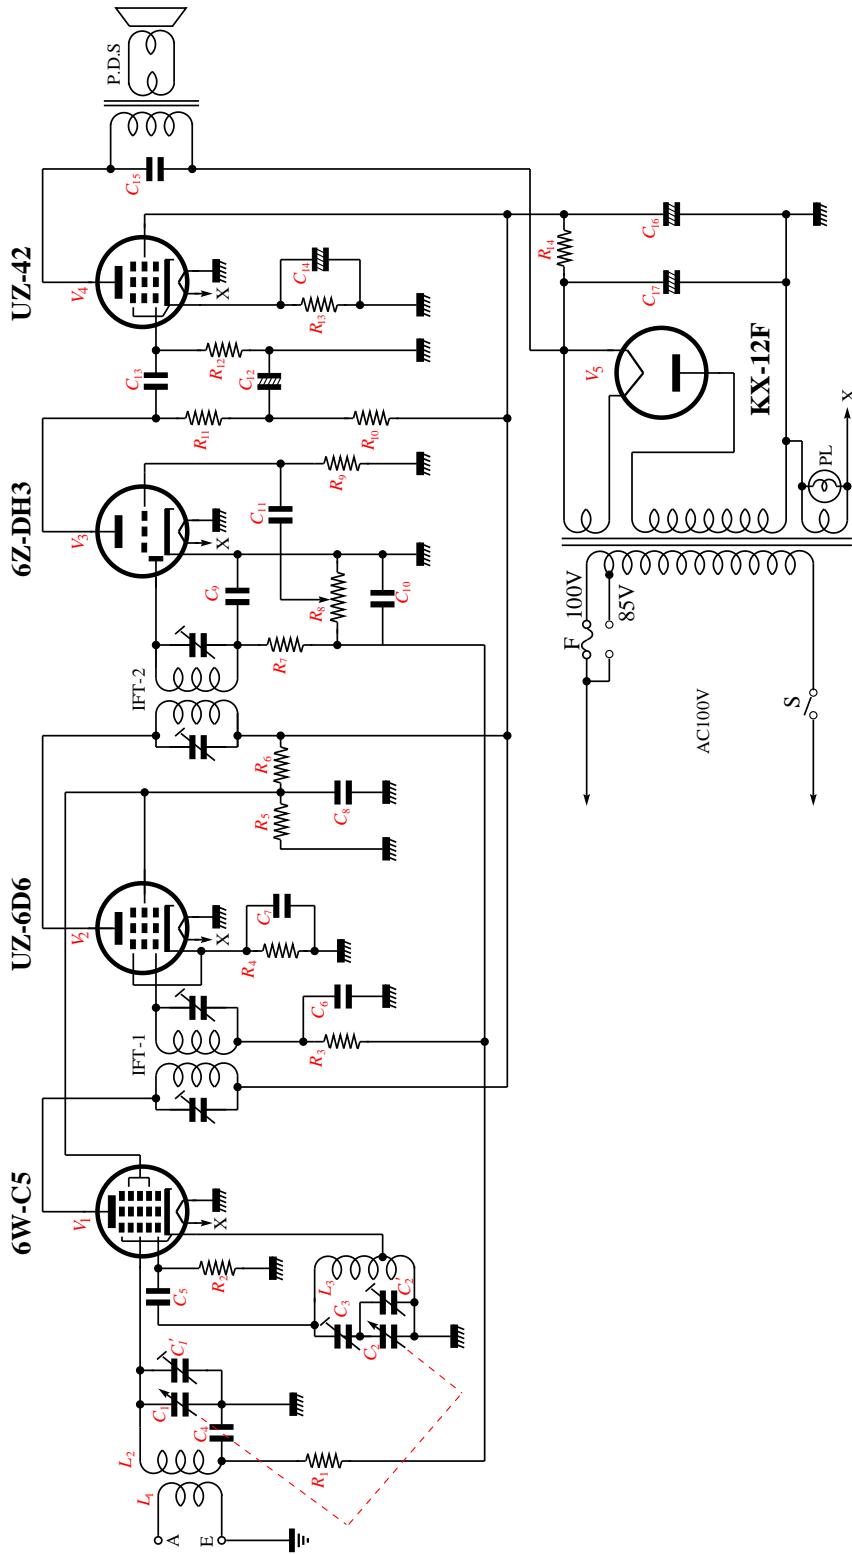 6W-C5
UZ-6D6
6Z-DH3
UZ-42
KX-12F
V1
V2
V3
V4
V5
IFT-1
IFT-2
P.D.S
A
E
L1
L2
L3
C1
C1'
C2
C2'
C3
C4
C5
C6
C7
C8
C9
C10
C11
C12
C13
C14
C15
C16
C17
R1
R2
R3
R4
R5
R6
R7
R8
R9
R10
R11
R12
R13
R14
X
X
X
X
X
PL
F
100V
85V
AC100V
S